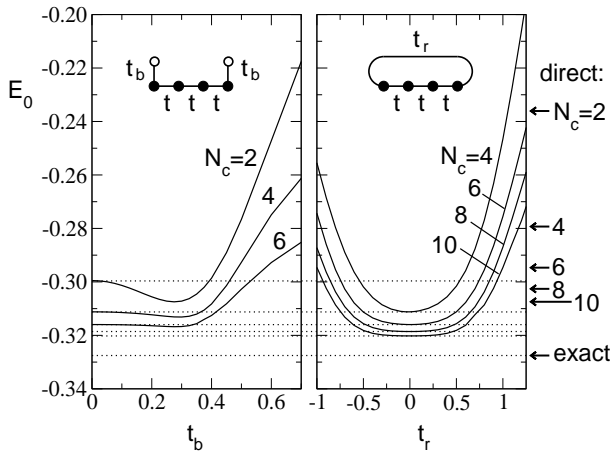 E0
-0.20
-0.22
-0.24
-0.26
-0.28
-0.30
-0.32
-0.34
tb tb
t t t
Nc=2
4
6
0 0.2 0.4 0.6
tb
tr
t t t
Nc=4
6
8
10
-1 -0.5 0 0.5 1
tr
direct:
Nc=2
4
6
8
10
exact